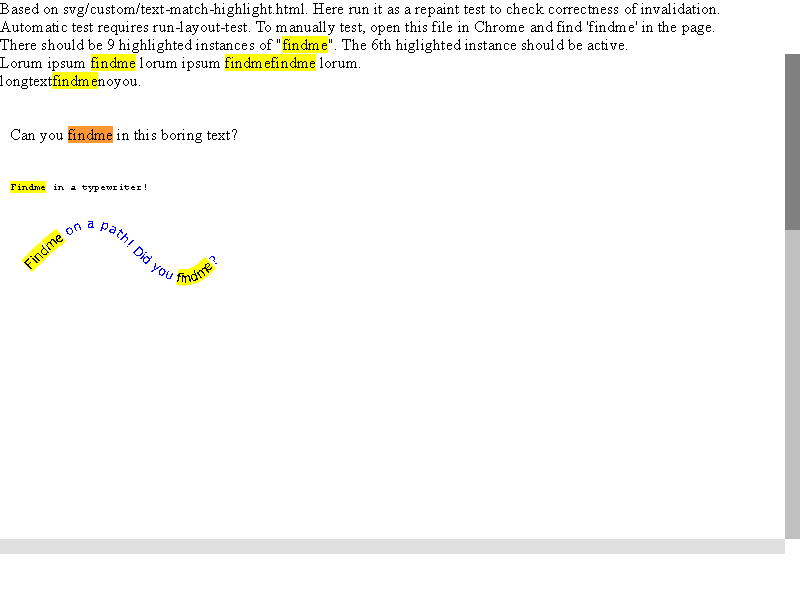 Based on svg/custom/text-match-highlight.html. Here run it as a repaint test to check correctness of invalidation.
Automatic test requires run-layout-test. To manually test, open this file in Chrome and find 'findme' in the page.
There should be 9 highlighted instances of "findme". The 6th higlighted instance should be active.
Lorum ipsum findme lorum ipsum findmefindme lorum.
longtextfindmenoyou.
Can you findme in this boring text?
Findme in a typewriter!
Findme on a path! Did you findme?